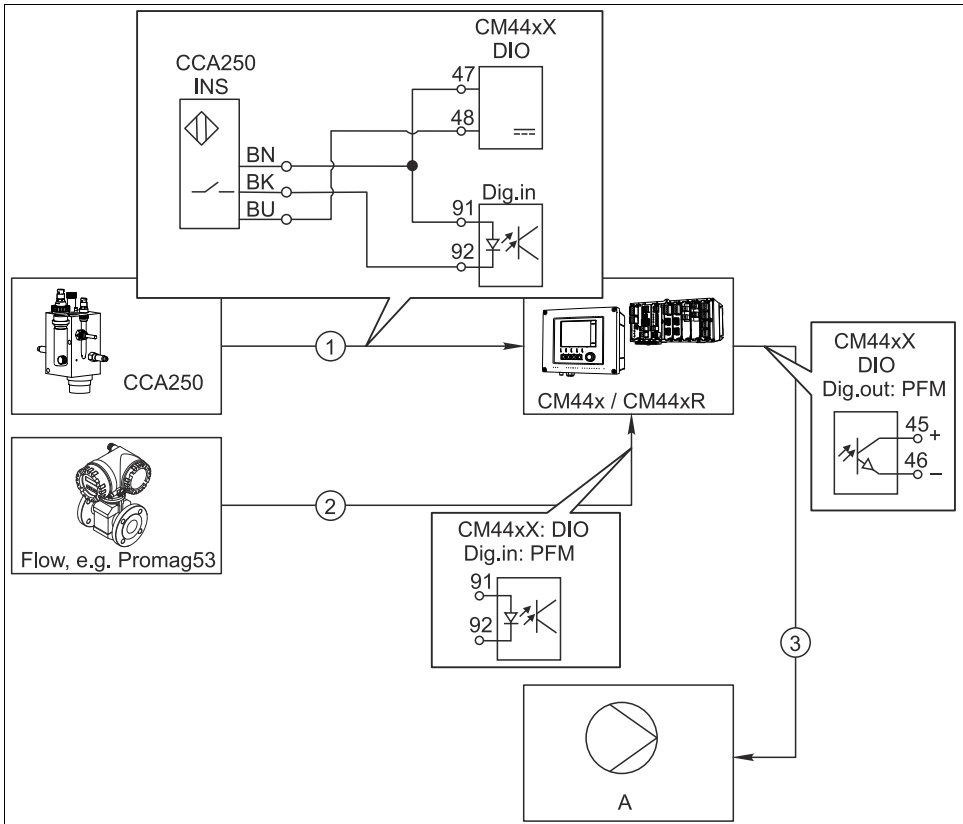 CM44xX
DIO
CCA250
INS
47
48
BN
BK
BU
Dig.in
91
92
CCA250
1
CM44x / CM44xR
CM44xX
DIO
Dig.out: PFM
45 +
46 –
Flow, e.g. Promag53
2
CM44xX: DIO
Dig.in: PFM
91
92
3
A